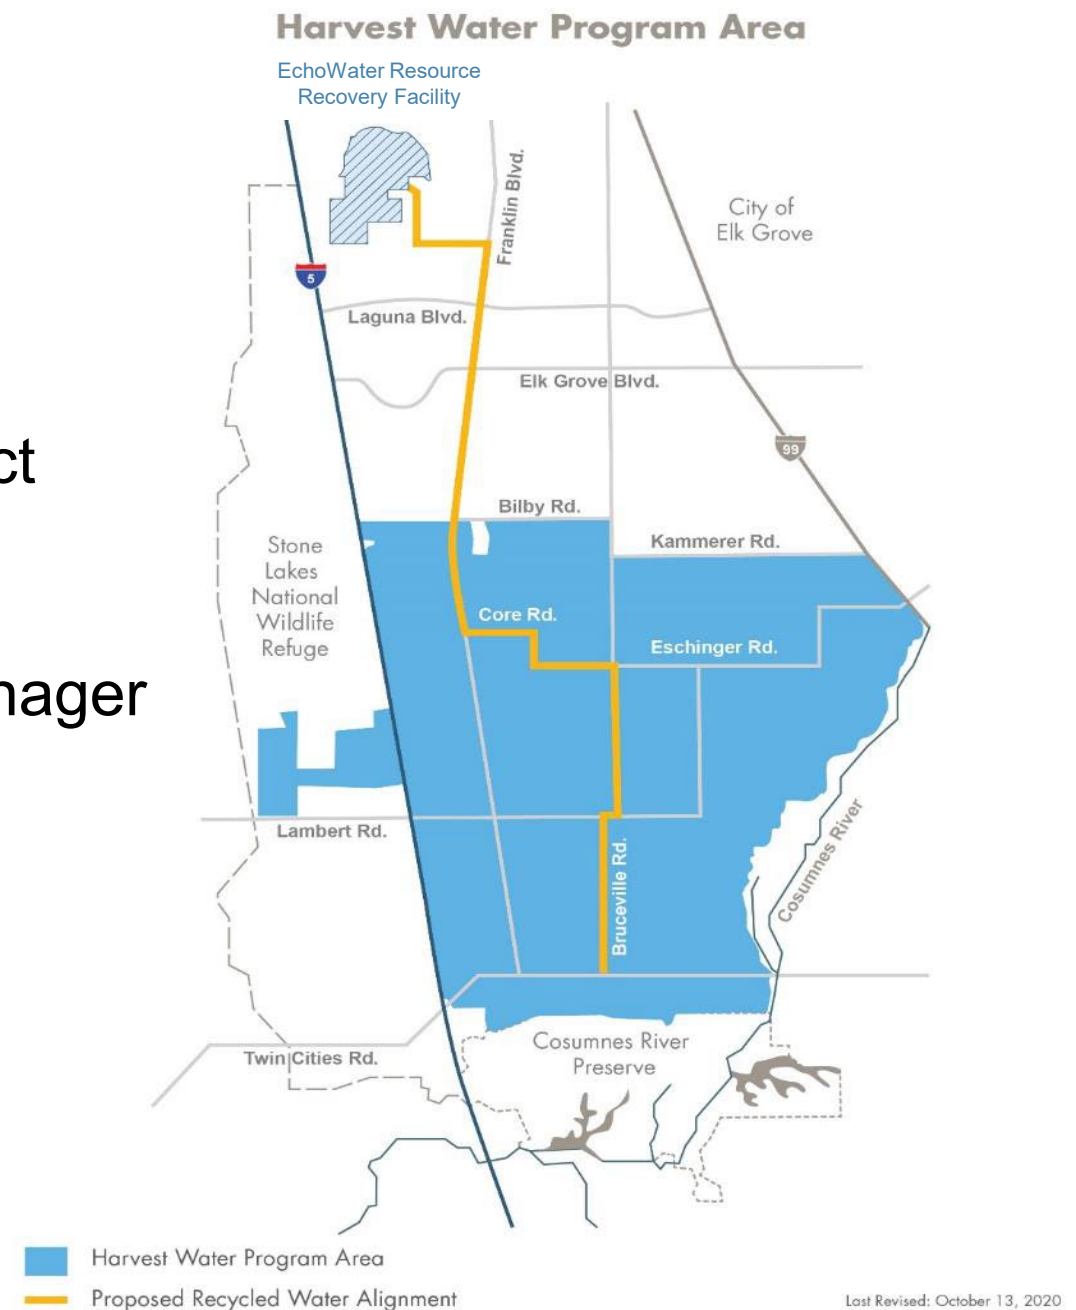 Harvest Water Program Area
EchoWater Resource
Recovery Facility
Franklin Blvd.
City of
Elk Grove
5
Laguna Blvd.
Elk Grove Blvd.
99
ct
Bilby Rd.
Kammerer Rd.
Stone
Lakes
National
Wildlife
Refuge
Core Rd.
Eschinger Rd.
nager
Lambert Rd.
Bruceville Rd.
Cosumnes River
Cosumnes River
Preserve
Twin Cities Rd.
Harvest Water Program Area
Proposed Recycled Water Alignment
Last Revised: October 13, 2020